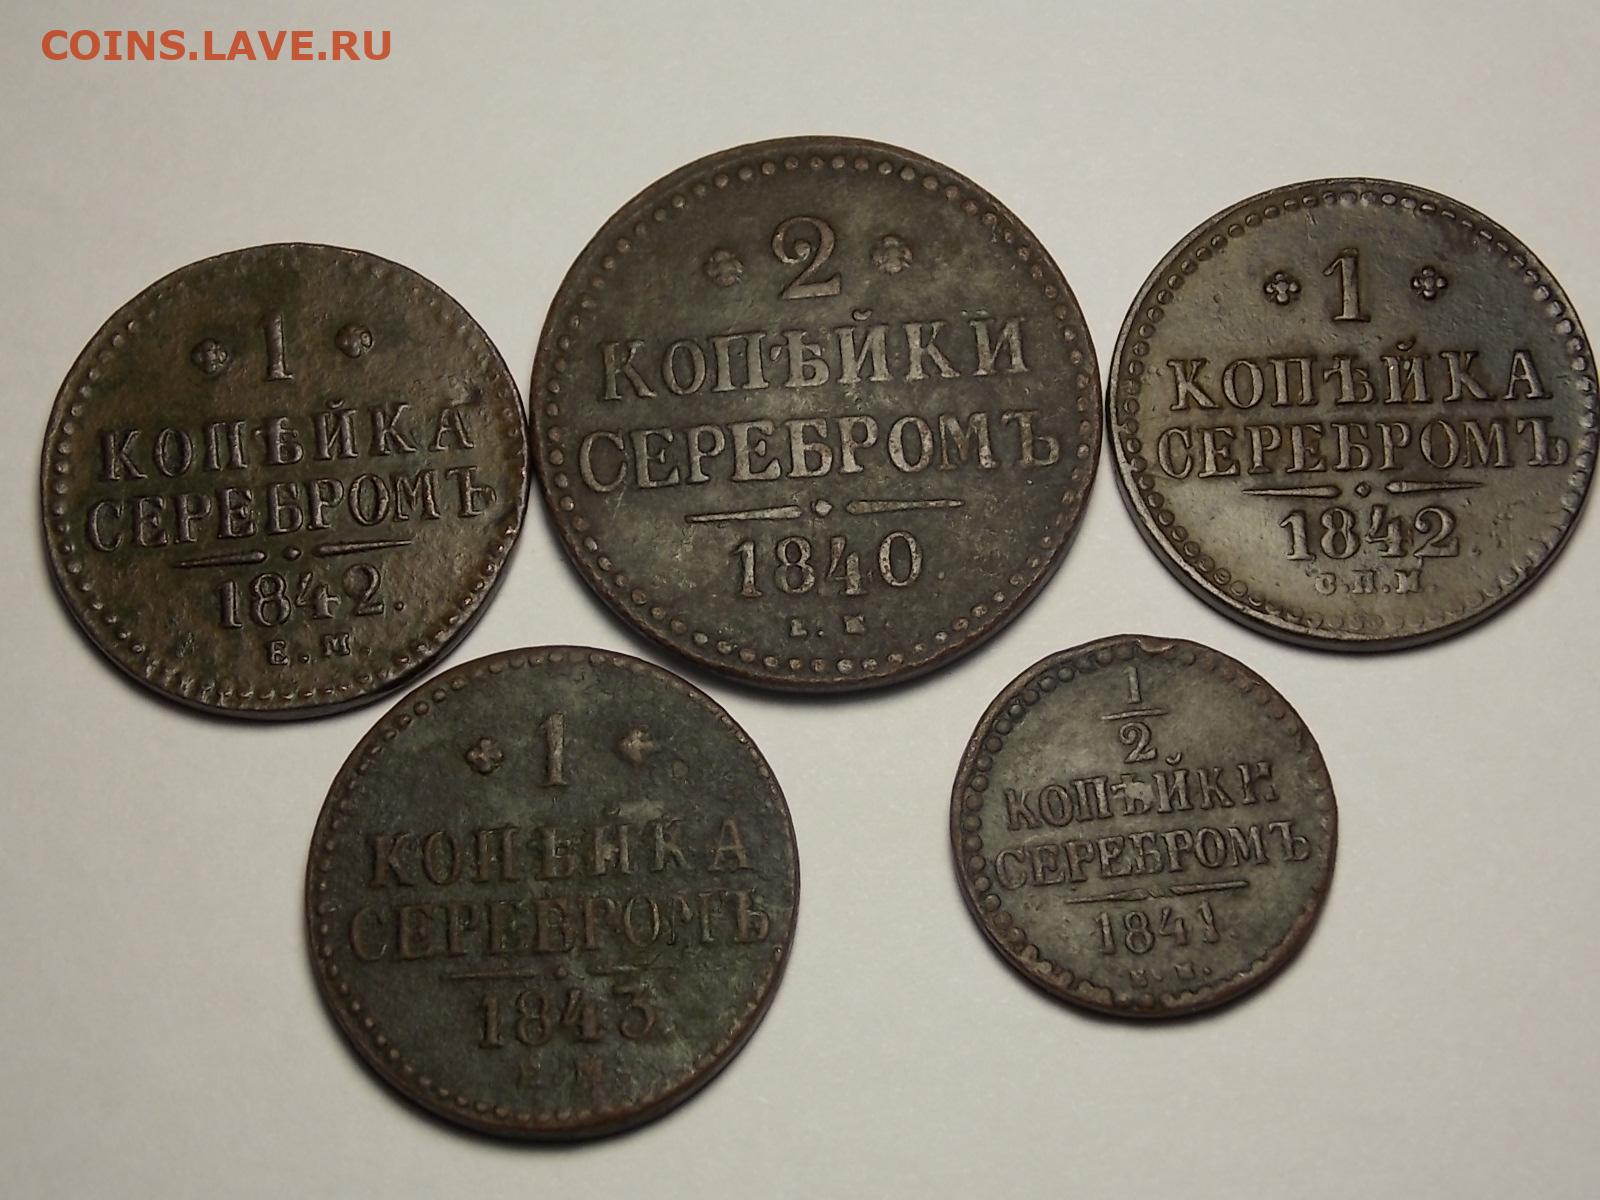 COINS.LAVE.RU
1
КОПѢЙКА
СЕРЕБРОМЪ
1842.
Е.М.
2
КОПѢЙКИ
СЕРЕБРОМЪ
1840.
1
КОПѢЙКА
СЕРЕБРОМЪ
1842.
С.П.М.
1
КОПѢЙКА
СЕРЕБРОМЪ
1843
Е.М.
1
2
КОПѢЙКИ
СЕРЕБРОМЪ
1841